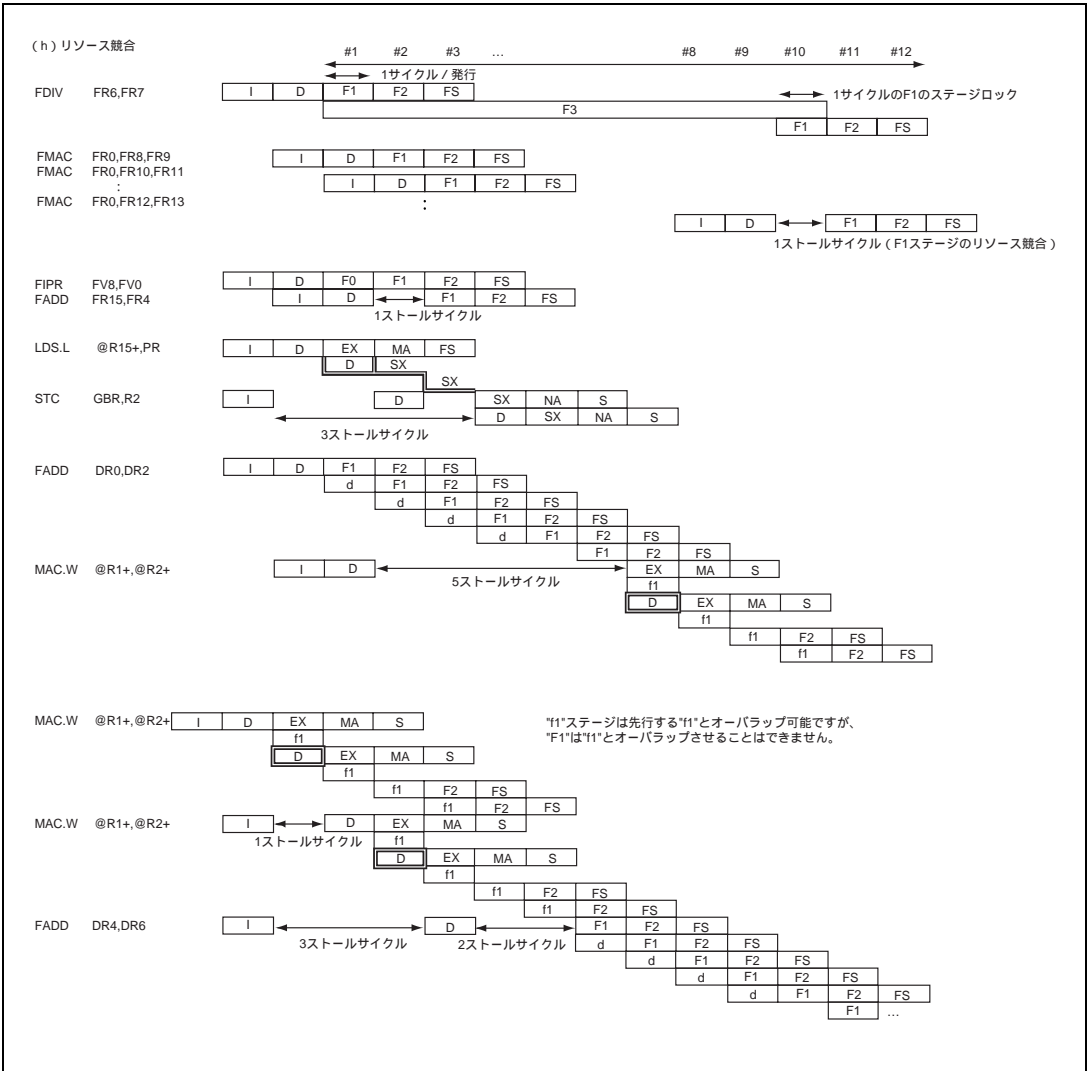 (h)リソース競合
#1 #2 #3 … #8 #9 #10 #11 #12
1サイクル / 発行
FDIV FR6,FR7 I D F1 F2 FS
1サイクルのF1のステージロック
F3
F1 F2 FS
FMAC FR0,FR8,FR9 I D F1 F2 FS
FMAC FR0,FR10,FR11 I D F1 F2 FS
:
:
FMAC FR0,FR12,FR13
I D F1 F2 FS
1ストールサイクル(F1ステージのリソース競合)
FIPR FV8,FV0 I D F0 F1 F2 FS
FADD FR15,FR4 I D F1 F2 FS
1ストールサイクル
LDS.L @R15+,PR I D EX MA FS
D SX
SX
STC GBR,R2 I D SX NA S
D SX NA S
3ストールサイクル
FADD DR0,DR2 I D F1 F2 FS
d F1 F2 FS
d F1 F2 FS
d F1 F2 FS
d F1 F2 FS
F1 F2 FS
MAC.W @R1+,@R2+ I D EX MA S
5ストールサイクル
f1
D EX MA S
f1
f1 F2 FS
f1 F2 FS
MAC.W @R1+,@R2+ I D EX MA S
"f1"ステージは先行する"f1"とオーバラップ可能ですが、
"F1"は"f1"とオーバラップさせることはできません。
f1
D EX MA S
f1
f1 F2 FS
f1 F2 FS
MAC.W @R1+,@R2+ I D EX MA S
1ストールサイクル
f1
D EX MA S
f1
f1 F2 FS
f1 F2 FS
FADD DR4,DR6 I D F1 F2 FS
3ストールサイクル 2ストールサイクル
d F1 F2 FS
d F1 F2 FS
d F1 F2 FS
d F1 F2 FS
F1 …